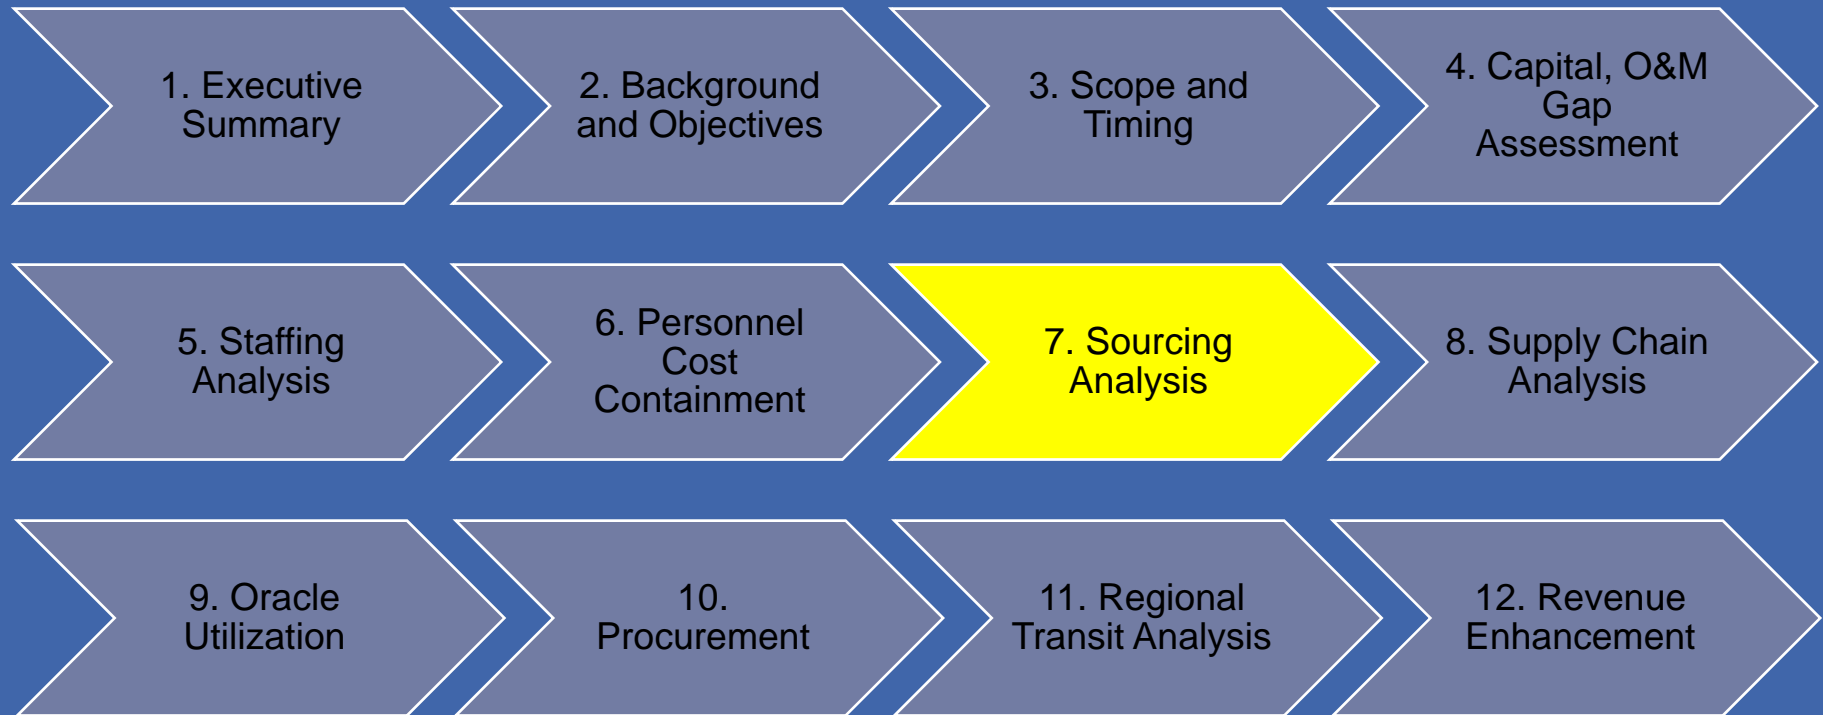 1. Executive
Summary
2. Background
and Objectives
3. Scope and
Timing
4. Capital, O&M
Gap
Assessment
5. Staffing
Analysis
6. Personnel
Cost
Containment
7. Sourcing
Analysis
8. Supply Chain
Analysis
9. Oracle
Utilization
10.
Procurement
11. Regional
Transit Analysis
12. Revenue
Enhancement